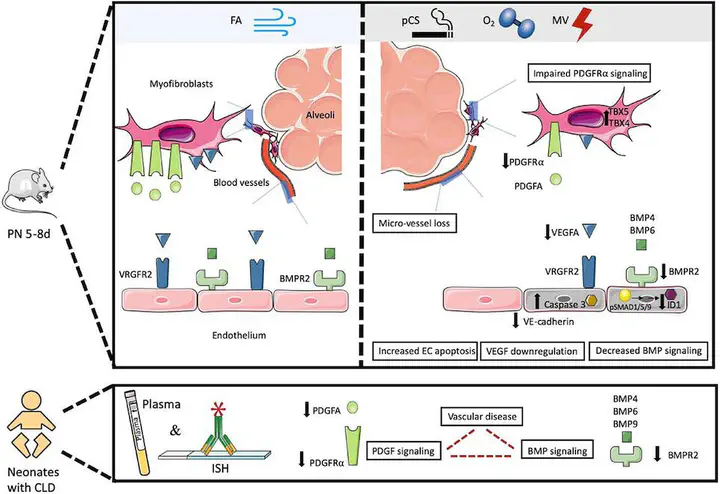 FA
pCS
O2
MV
Myofibroblasts
Alveoli
Blood vessels
Impaired PDGFRα signaling
TBX5
TBX4
PDGFRα
PDGFA
Micro-vessel loss
PN 5-8d
VRGFR2
BMPR2
Endothelium
VEGFA
BMP4
BMP6
VRGFR2
BMPR2
Caspase 3
pSMAD1/5/9
ID1
VE-cadherin
Increased EC apoptosis
VEGF downregulation
Decreased BMP signaling
Plasma
&
Plasma
ISH
PDGFA
PDGFRα
PDGF signaling
Vascular disease
BMP signaling
BMP4
BMP6
BMP9
BMPR2
Neonates
with CLD